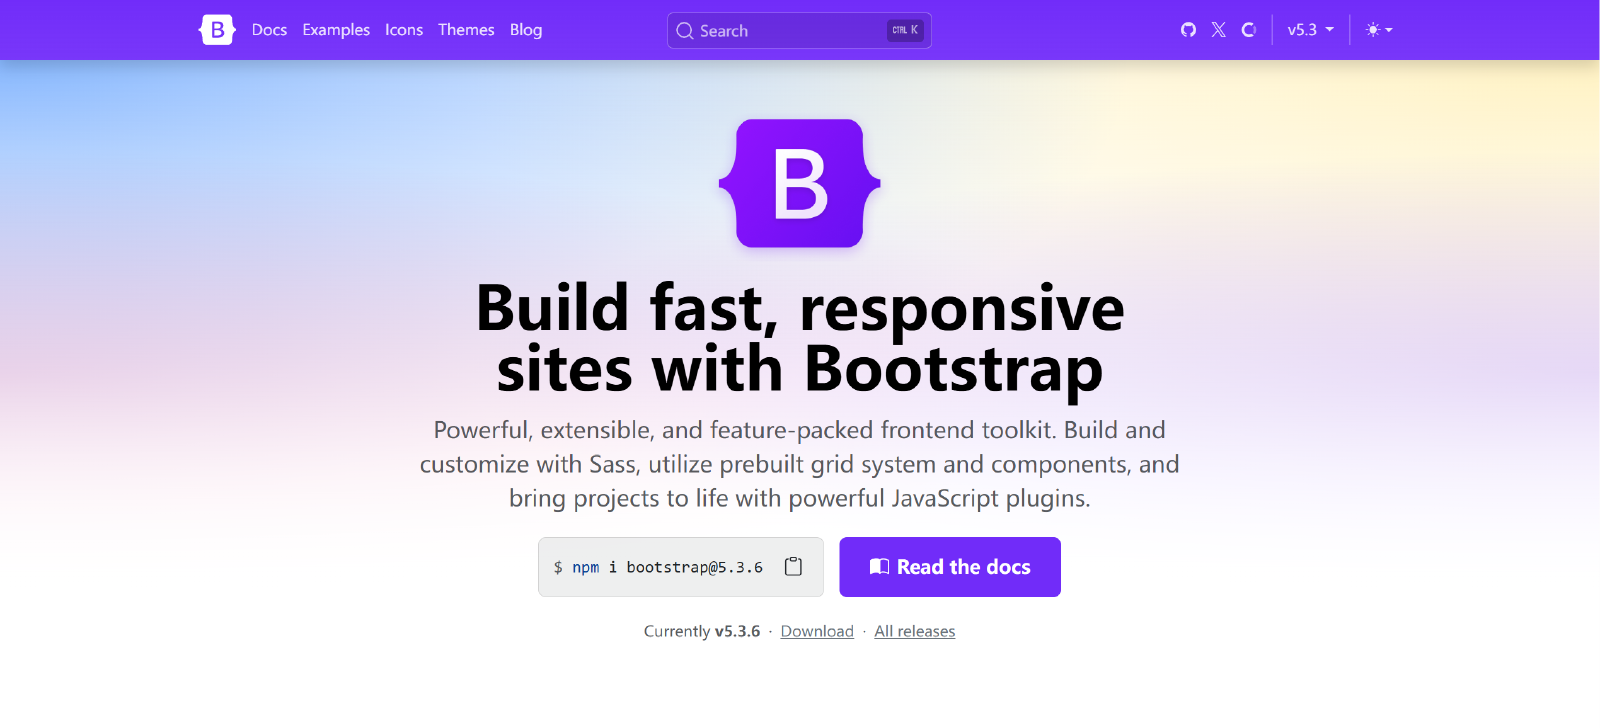 B Docs Examples Icons Themes Blog Search CTRL K v5.3
B
Build fast, responsive
sites with Bootstrap
Powerful, extensible, and feature-packed frontend toolkit. Build and
customize with Sass, utilize prebuilt grid system and components, and
bring projects to life with powerful JavaScript plugins.
$ npm i bootstrap@5.3.6 Read the docs
Currently v5.3.6 · Download · All releases